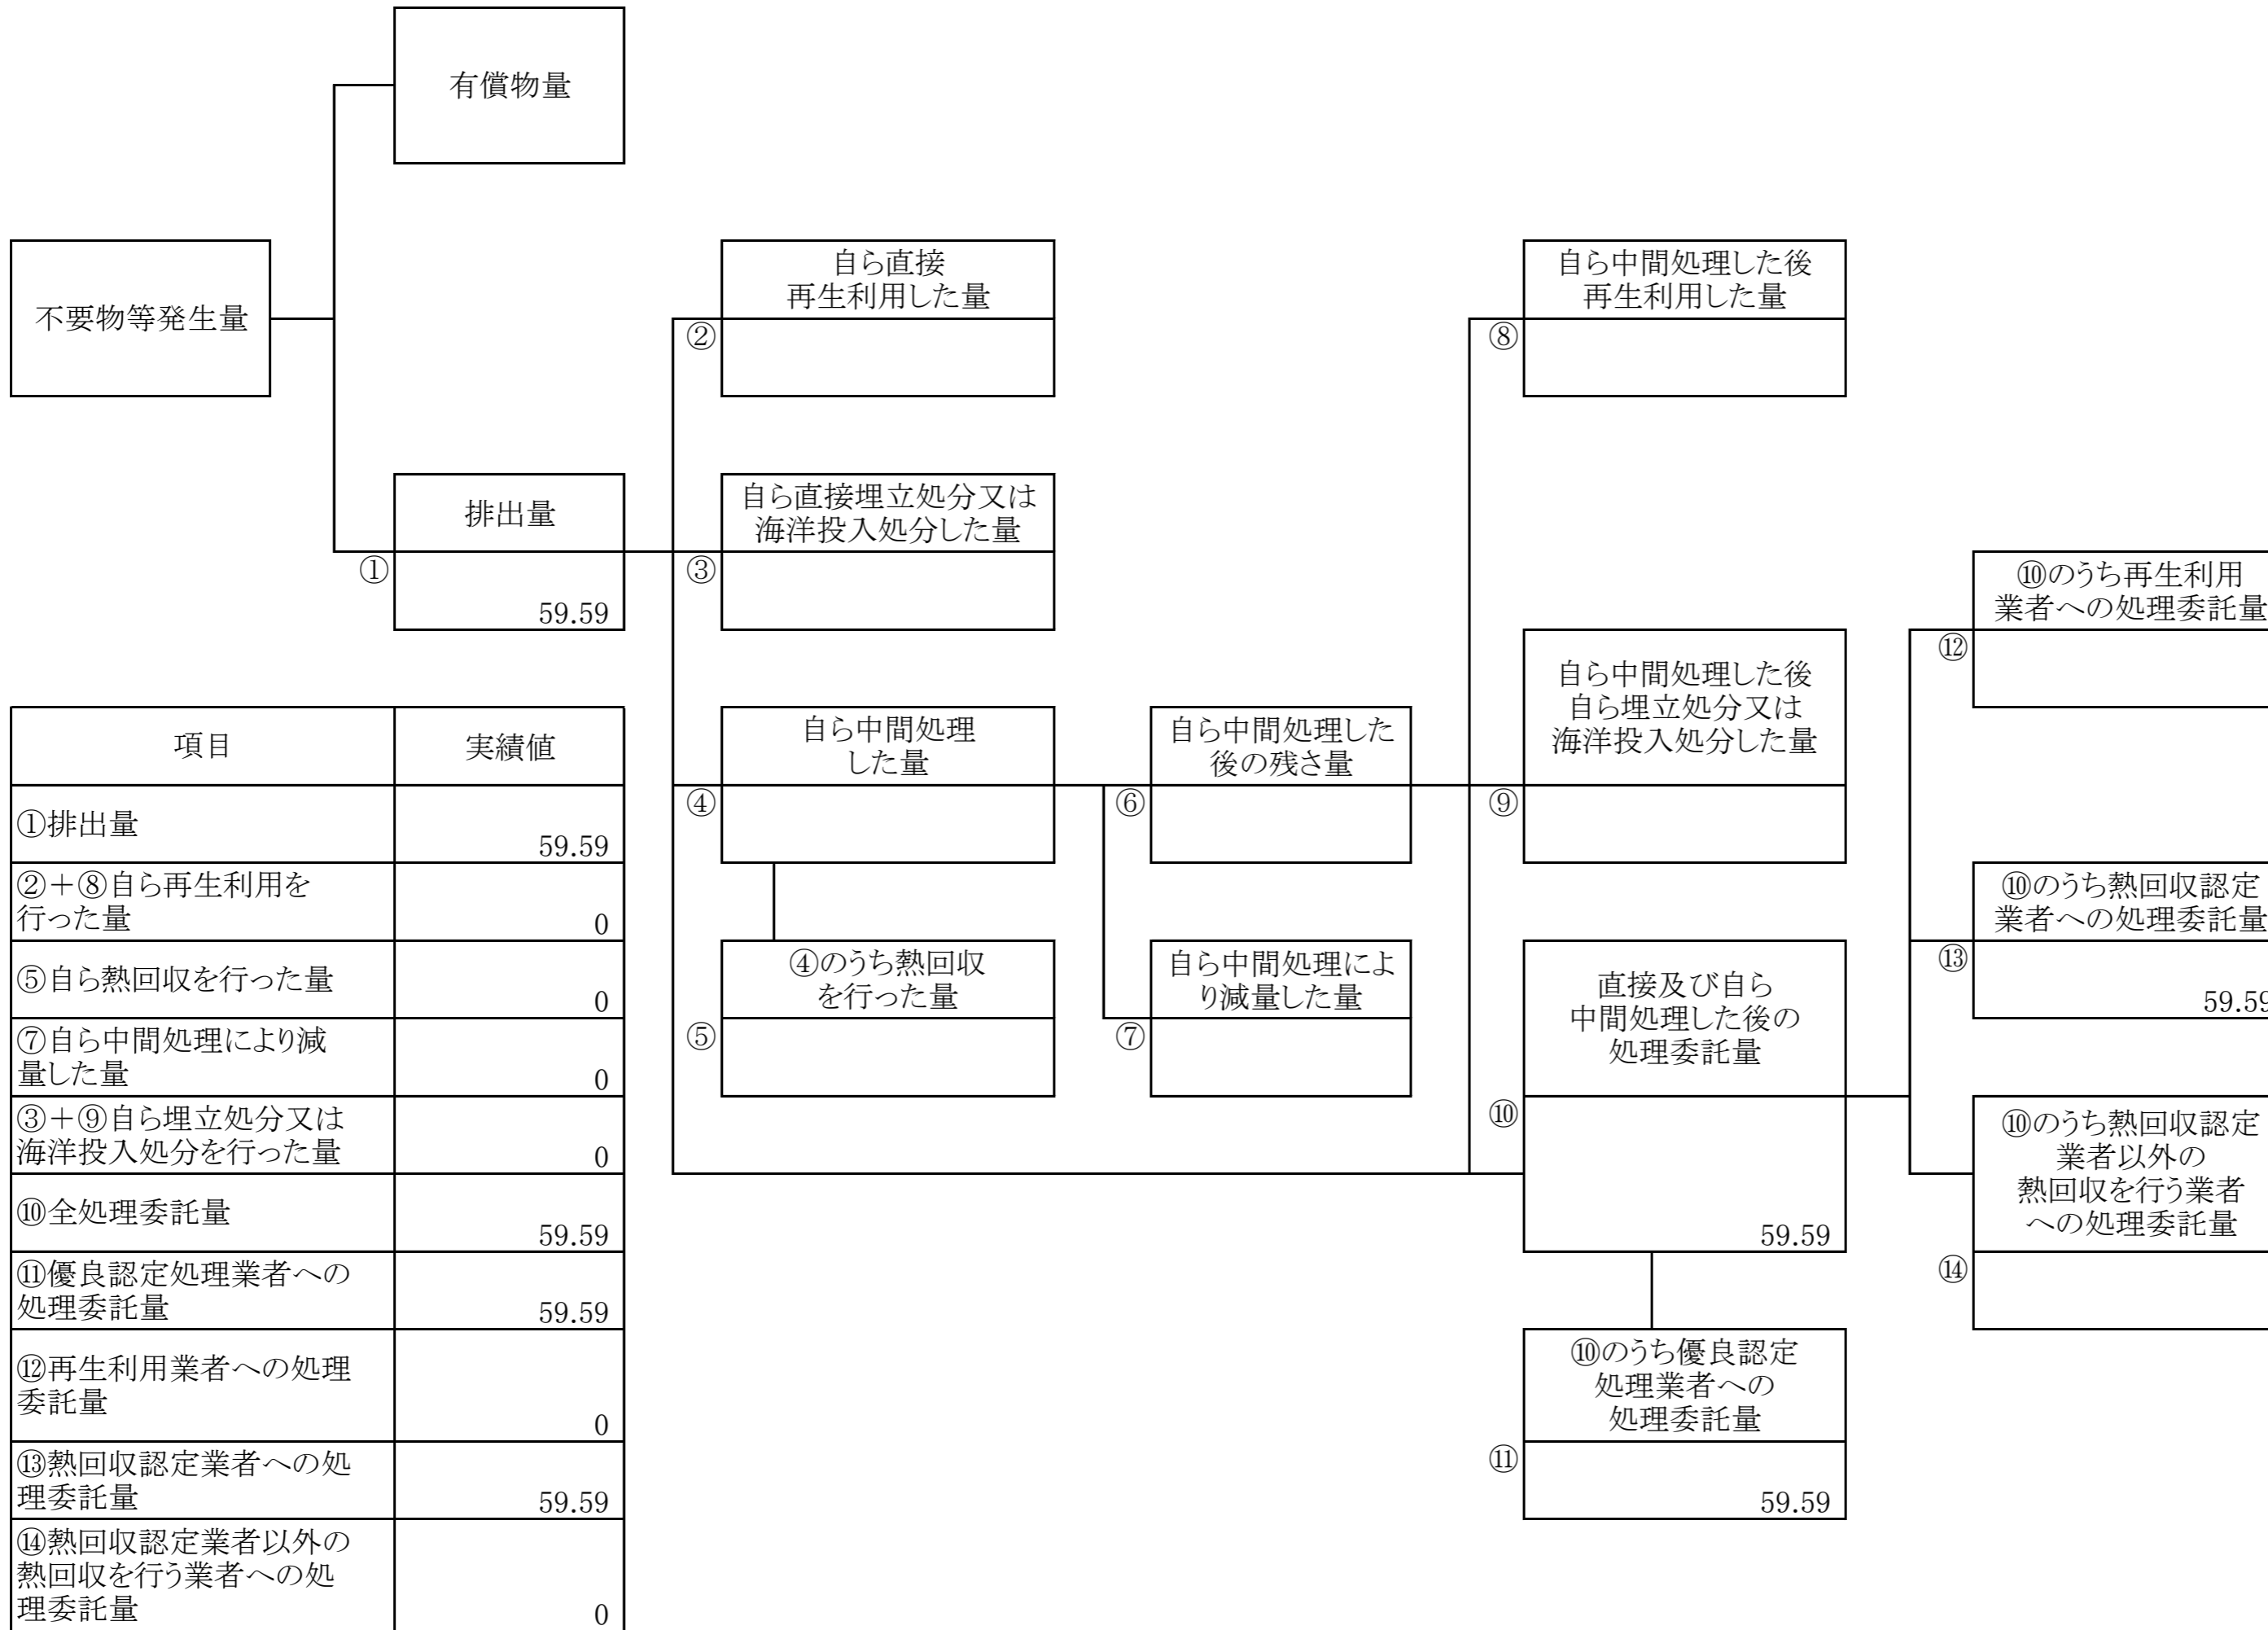 有償物量
不要物等発生量
自ら直接
再生利用した量
②
自ら中間処理した後
再生利用した量
⑧
排出量
①
59.59
自ら直接埋立処分又は
海洋投入処分した量
③
⑩のうち再生利用
業者への処理委託量
⑫
自ら中間処理した後
自ら埋立処分又は
海洋投入処分した量
⑨
自ら中間処理
した量
④
自ら中間処理した
後の残さ量
⑥
④のうち熱回収
を行った量
⑤
自ら中間処理によ
り減量した量
⑦
直接及び自ら
中間処理した後の
処理委託量
⑩
59.59
⑩のうち熱回収認定
業者への処理委託量
⑬
59.59
⑩のうち熱回収認定
業者以外の
熱回収を行う業者
への処理委託量
⑭
⑩のうち優良認定
処理業者への
処理委託量
⑪
59.59
項目
実績値
①排出量
59.59
②+⑧自ら再生利用を
行った量
0
⑤自ら熱回収を行った量
0
⑦自ら中間処理により減
量した量
0
③+⑨自ら埋立処分又は
海洋投入処分を行った量
0
⑩全処理委託量
59.59
⑪優良認定処理業者への
処理委託量
59.59
⑫再生利用業者への処理
委託量
0
⑬熱回収認定業者への処
理委託量
59.59
⑭熱回収認定業者以外の
熱回収を行う業者への処
理委託量
0